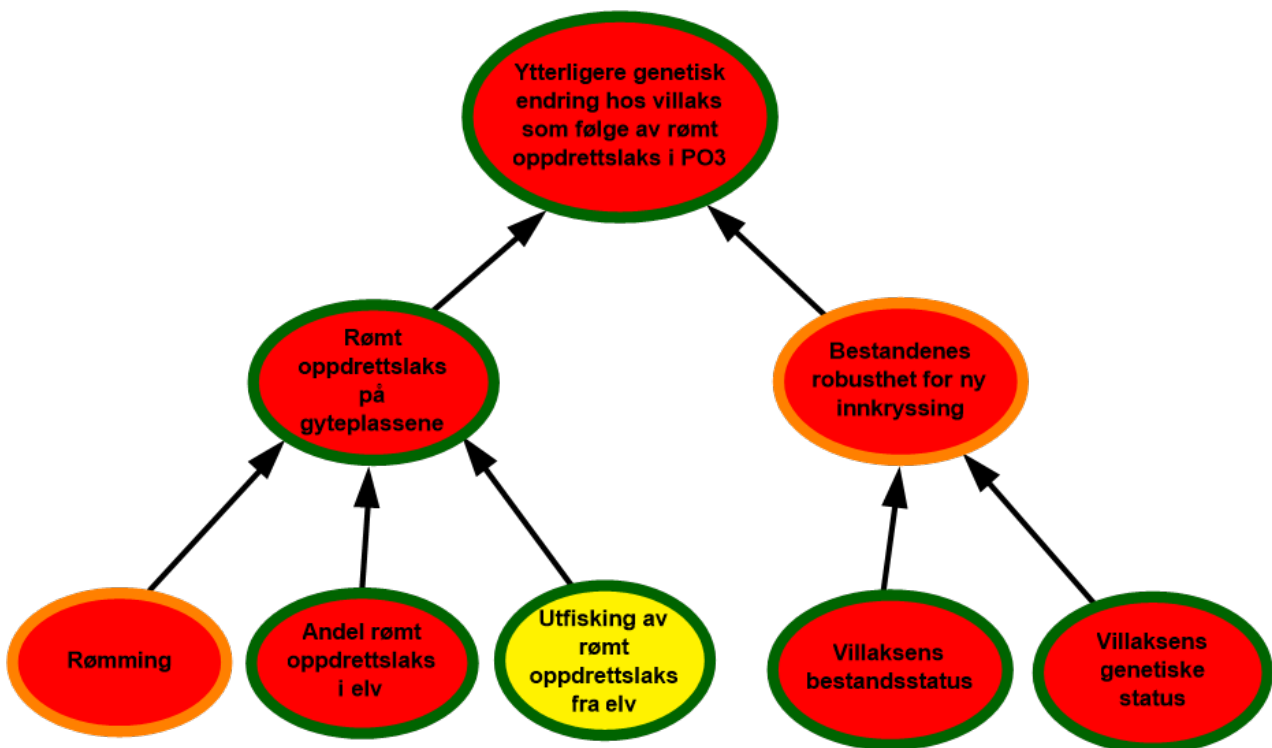 Ytterligere genetisk
endring hos villaks
som følge av rømt
oppdrettslaks i PO3
Rømt
oppdrettslaks
på
gyteplassene
Bestandenes
robusthet for ny
innkryssing
Rømming
Andel rømt
oppdrettslaks
i elv
Utfisking av
rømt
oppdrettslaks
fra elv
Villaksens
bestandsstatus
Villaksens
genetiske
status